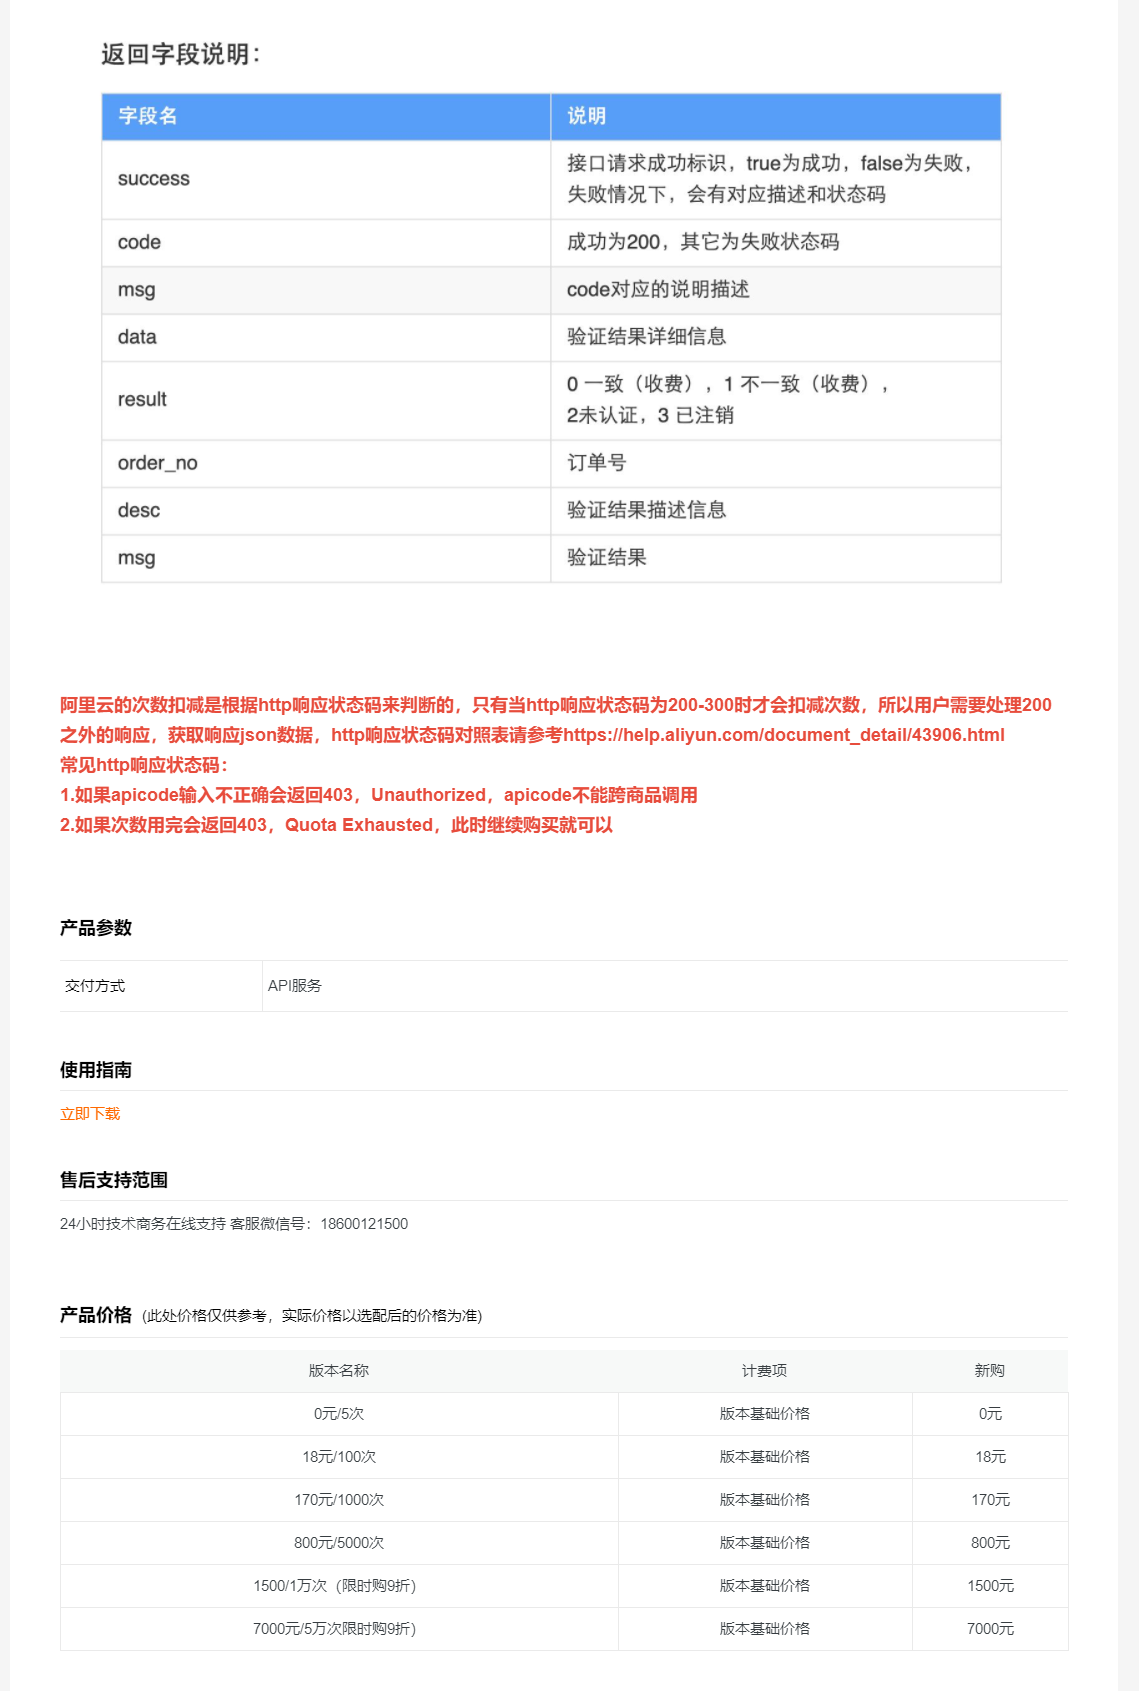 返回字段说明：
字段名 说明
success 接口请求成功标识，true为成功，false为失败，
失败情况下，会有对应描述和状态码
code 成功为200，其它为失败状态码
msg code对应的说明描述
data 验证结果详细信息
result 0 一致（收费），1 不一致（收费），
2未认证，3 已注销
order_no 订单号
desc 验证结果描述信息
msg 验证结果
阿里云的次数扣减是根据http响应状态码来判断的，只有当http响应状态码为200-300时才会扣减次数，所以用户需要处理200
之外的响应，获取响应json数据，http响应状态码对照表请参考https://help.aliyun.com/document_detail/43906.html
常见http响应状态码：
1.如果apicode输入不正确会返回403，Unauthorized，apicode不能跨商品调用
2.如果次数用完会返回403，Quota Exhausted，此时继续购买就可以
产品参数
交付方式 API服务
使用指南
立即下载
售后支持范围
24小时技术商务在线支持 客服微信号：18600121500
产品价格 (此处价格仅供参考，实际价格以选配后的价格为准)
版本名称 计费项 新购
0元/5次 版本基础价格 0元
18元/100次 版本基础价格 18元
170元/1000次 版本基础价格 170元
800元/5000次 版本基础价格 800元
1500/1万次（限时购9折） 版本基础价格 1500元
7000元/5万次限时购9折） 版本基础价格 7000元